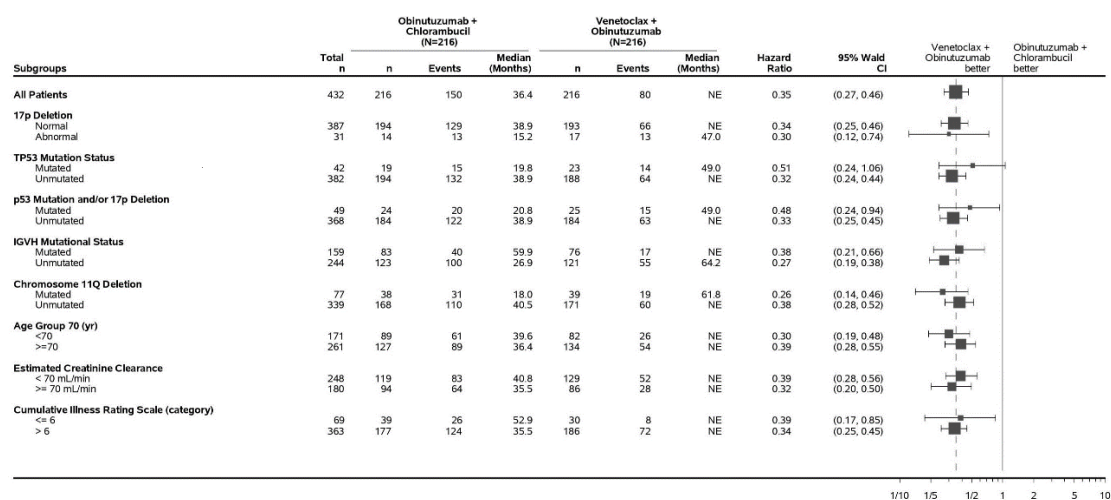 Obinutuzumab + Venetoclax +
Chlorambucil Obinutuzumab
(N=216) (N=216) Venetoclax + Obinutuzumab +
Total Median Median Hazard 95% Wald Obinutuzumab Chlorambucil
Subgroups n n Events (Months) n Events (Months) Ratio CI better better
All Patients 432 216 150 36.4 216 80 NE 0.35 (0.27, 0.46)
17p Deletion
Normal 387 194 129 38.9 193 66 NE 0.34 (0.25, 0.46)
Abnormal 31 14 13 15.2 17 13 47.0 0.30 (0.12, 0.74)
TP53 Mutation Status
Mutated 42 19 15 19.8 23 14 49.0 0.51 (0.24, 1.06)
Unmutated 382 194 132 38.9 188 64 NE 0.32 (0.24, 0.44)
p53 Mutation and/or 17p Deletion
Mutated 49 24 20 20.8 25 15 49.0 0.48 (0.24, 0.94)
Unmutated 368 184 122 38.9 184 63 NE 0.33 (0.25, 0.45)
IGVH Mutational Status
Mutated 159 83 40 59.9 76 17 NE 0.38 (0.21, 0.66)
Unmutated 244 123 100 26.9 121 55 64.2 0.27 (0.19, 0.38)
Chromosome 11Q Deletion
Mutated 77 38 31 18.0 39 19 61.8 0.26 (0.14, 0.46)
Unmutated 339 168 110 40.5 171 60 NE 0.38 (0.28, 0.52)
Age Group 70 (yr)
<70 171 89 61 39.6 82 26 NE 0.30 (0.19, 0.48)
>=70 261 127 89 36.4 134 54 NE 0.39 (0.28, 0.55)
Estimated Creatinine Clearance
< 70 mL/min 248 119 83 40.8 129 52 NE 0.39 (0.28, 0.56)
>= 70 mL/min 180 94 64 35.5 86 28 NE 0.32 (0.20, 0.50)
Cumulative Illness Rating Scale (category)
<= 6 69 39 26 52.9 30 8 NE 0.39 (0.17, 0.85)
> 6 363 177 124 35.5 186 72 NE 0.34 (0.25, 0.45)
1/10 1/5 1/2 1 2 5 10